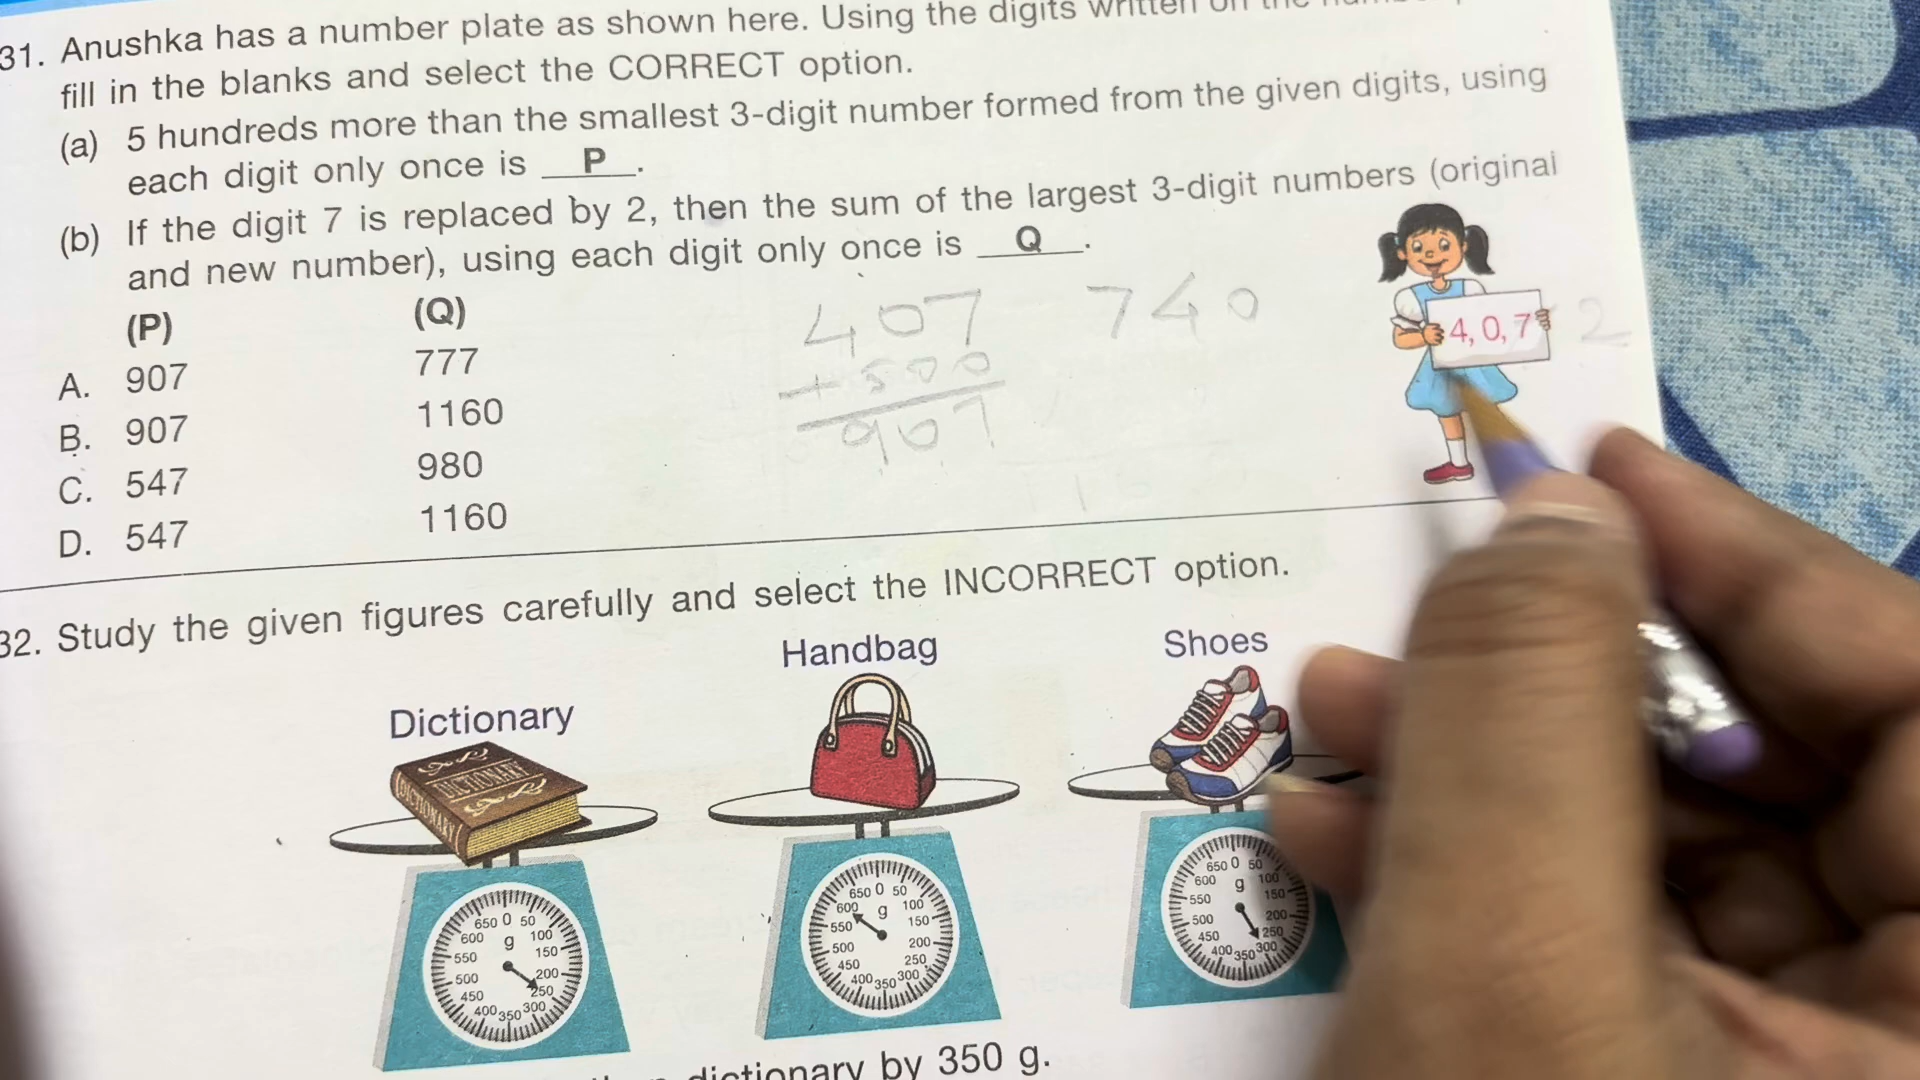 31. Anushka has a number plate as shown here. Using the digits written on the
fill in the blanks and select the CORRECT option.
(a) 5 hundreds more than the smallest 3-digit number formed from the given digits, using
each digit only once is P.
(b) If the digit 7 is replaced by 2, then the sum of the largest 3-digit numbers (original
and new number), using each digit only once is Q.
(P) (Q)
A. 907 777
B. 907 1160
C. 547 980
D. 547 1160
407 740
+500
907
4, 0, 7 2
32. Study the given figures carefully and select the INCORRECT option.
Dictionary Handbag Shoes
DICTIONARY
DICTIONARY
650 0 50
600 g 100
550 150
500 200
450 250
400 350 300
650 0 50
600 g 100
550 150
500 200
450 250
400 350 300
650 0 50
600 g 100
550 150
500 200
450 250
400 350 300
dictionary by 350 g.